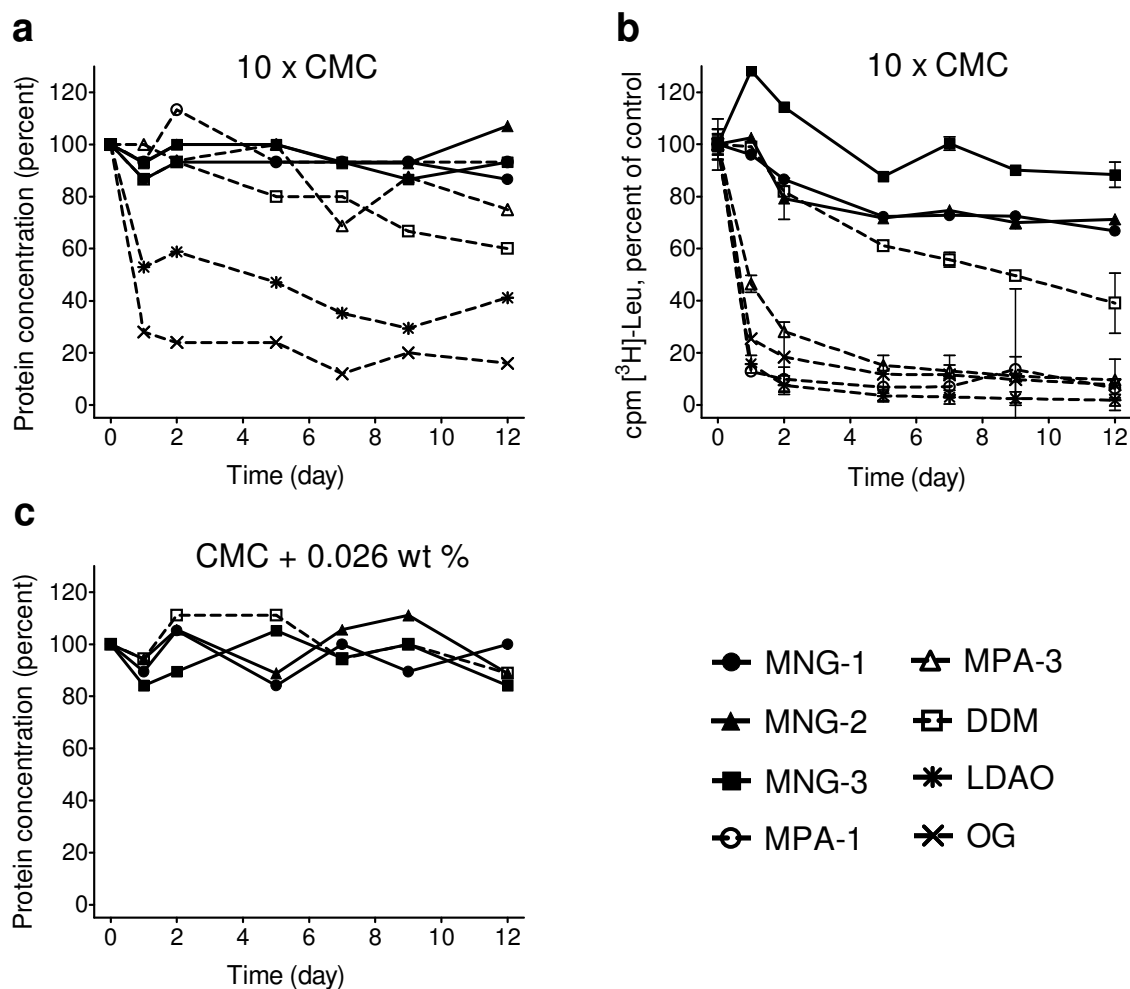 a
10 x CMC
Protein concentration (percent)
120
100
80
60
40
20
0
0 2 4 6 8 10 12
Time (day)
b
10 x CMC
cpm [³H]-Leu, percent of control
120
100
80
60
40
20
0
0 2 4 6 8 10 12
Time (day)
c
CMC + 0.026 wt %
Protein concentration (percent)
120
100
80
60
40
20
0
0 2 4 6 8 10 12
Time (day)
MNG-1
MNG-2
MNG-3
MPA-1
MPA-3
DDM
LDAO
OG